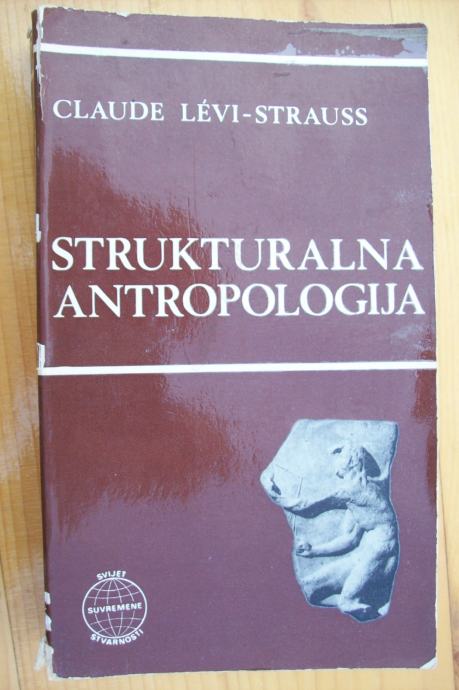 CLAUDE LÉVI-STRAUSS
STRUKTURALNA
ANTROPOLOGIJA
SVIJET
SUVREMENE
STVARNOSTI